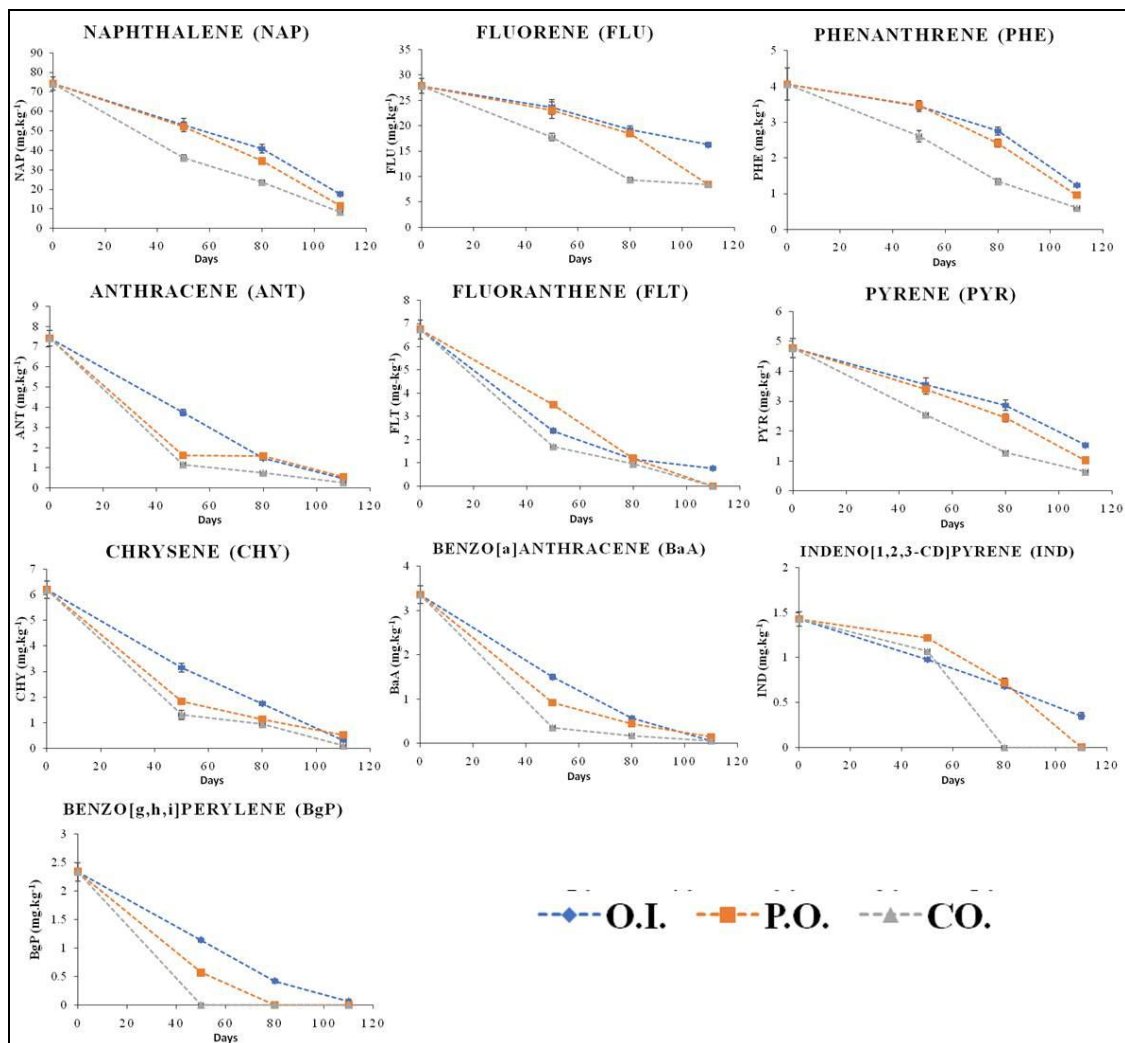 NAPHTHALENE (NAP)
NAP (mg.kg-1)
90
80
70
60
50
40
30
20
10
0
0 20 40 60 80 100 120
Days
FLUORENE (FLU)
FLU (mg.kg-1)
35
30
25
20
15
10
5
0
0 20 40 60 80 100 120
Days
PHENANTHRENE (PHE)
PHE (mg.kg-1)
5
4
3
2
1
0
0 20 40 60 80 100 120
Days
ANTHRACENE (ANT)
ANT (mg.kg-1)
9
8
7
6
5
4
3
2
1
0
0 20 40 60 80 100 120
Days
FLUORANTHENE (FLT)
FLT (mg-kg-1)
8
7
6
5
4
3
2
1
0
0 20 40 60 80 100 120
Days
PYRENE (PYR)
PYR (mg.kg-1)
6
5
4
3
2
1
0
0 20 40 60 80 100 120
Days
CHRYSENE (CHY)
CHY (mg.kg-1)
7
6
5
4
3
2
1
0
0 20 40 60 80 100 120
Days
BENZO[a]ANTHRACENE (BaA)
BaA (mg.kg-1)
4
3
2
1
0
0 20 40 60 80 100 120
Days
INDENO[1,2,3-CD]PYRENE (IND)
IND (mg.kg-1)
2
1.5
1
0.5
0
0 20 40 60 80 100 120
Days
BENZO[g,h,i]PERYLENE (BgP)
BgP (mg.kg-1)
3
2.5
2
1.5
1
0.5
0
0 20 40 60 80 100 120
Days
O.I. P.O. CO.